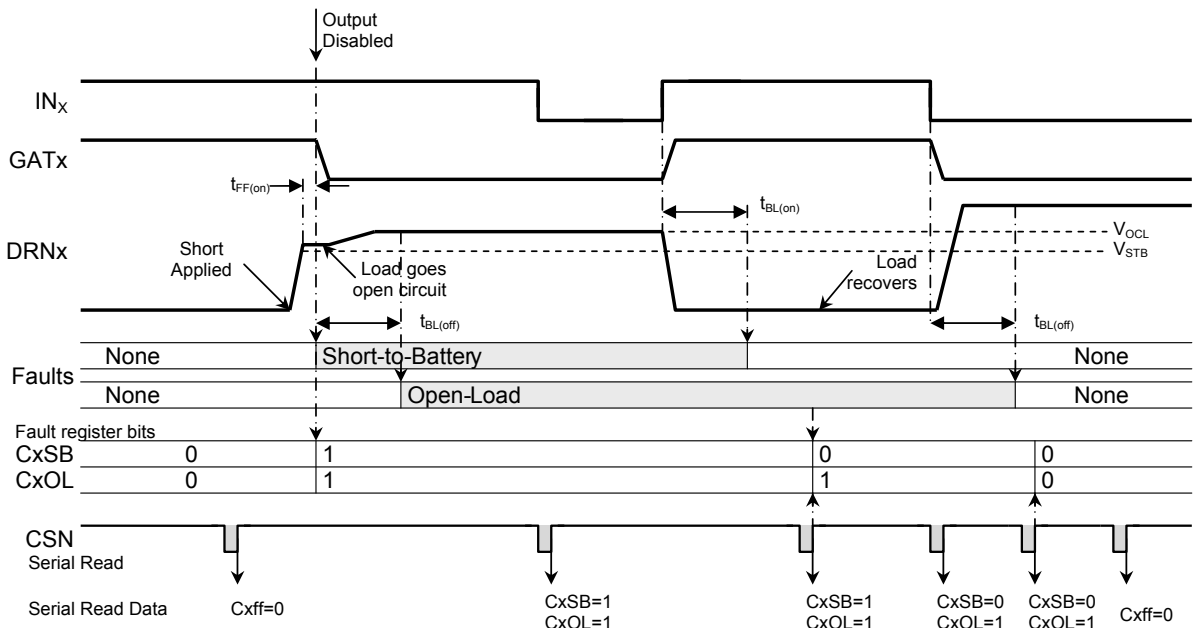 Output
Disabled
INX
GATx
tFF(on)
tBL(on)
DRNx
Short
Applied
Load goes
open circuit
Load
recovers
VOCL
VSTB
tBL(off)
tBL(off)
Faults
None
Short-to-Battery
None
None
Open-Load
None
Fault register bits
CxSB 0 1 0 0
CxOL 0 1 1 0
CSN
Serial Read
Serial Read Data
Cxff=0
CxSB=1
CxOL=1
CxSB=1
CxOL=1
CxSB=0
CxOL=1
CxSB=0
CxOL=1
Cxff=0